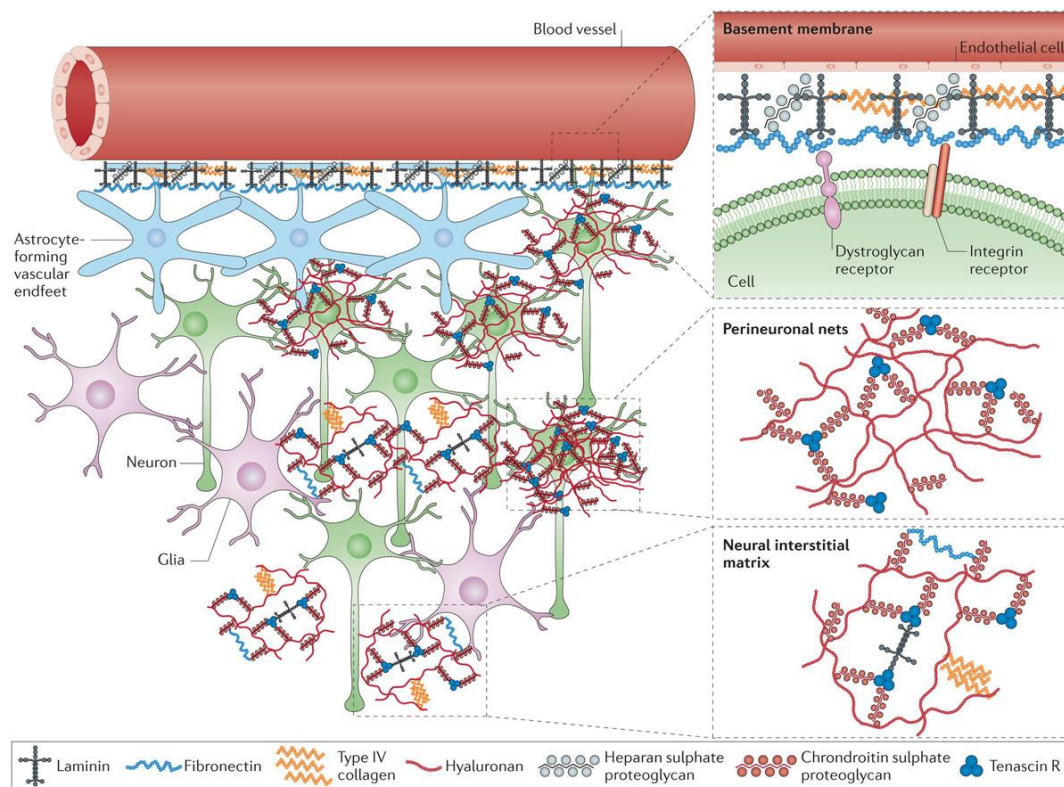 Blood vessel
Astrocyte-
forming
vascular
endfeet
Neuron
Glia
Basement membrane
Endothelial cell
Dystroglycan
receptor
Integrin
receptor
Cell
Perineuronal nets
Neural interstitial
matrix
Laminin
Fibronectin
Type IV
collagen
Hyaluronan
Heparan sulphate
proteoglycan
Chrondroitin sulphate
proteoglycan
Tenascin R